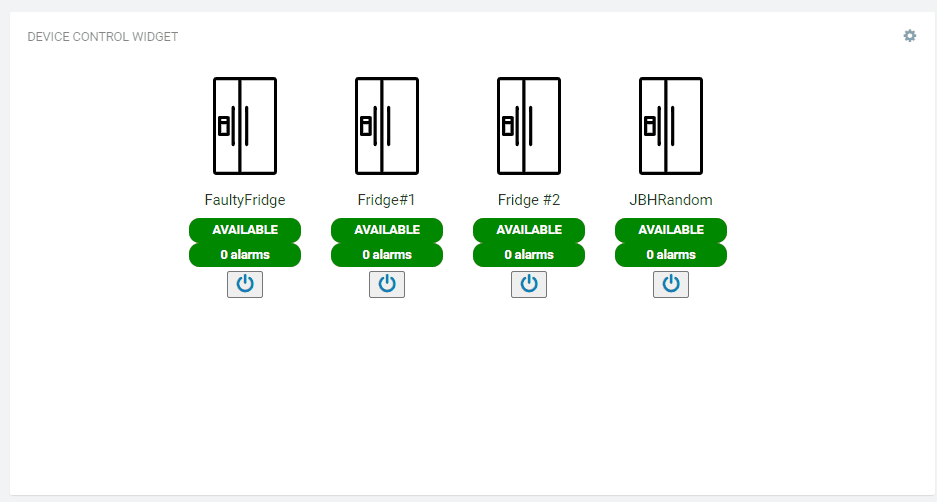 DEVICE CONTROL WIDGET
FaultyFridge
Fridge#1
Fridge #2
JBHRandom
AVAILABLE
AVAILABLE
AVAILABLE
AVAILABLE
0 alarms
0 alarms
0 alarms
0 alarms